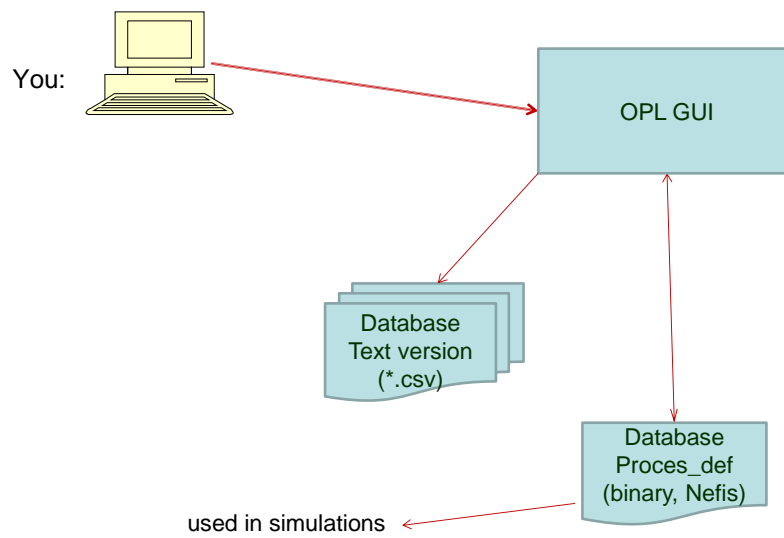 You:
OPL GUI
Database
Text version
(*.csv)
Database
Proces_def
(binary, Nefis)
used in simulations